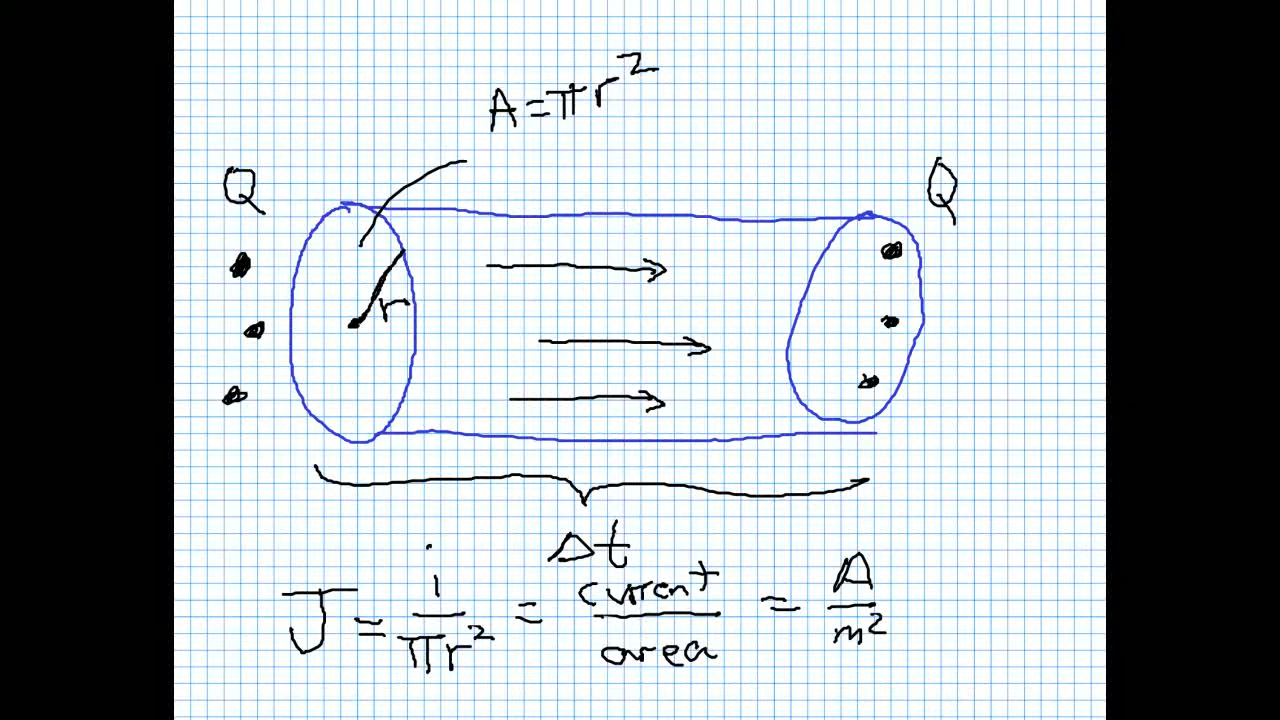 A=πr²
Q
Q
r
Δt
J = i/πr² = current/area = A/m²